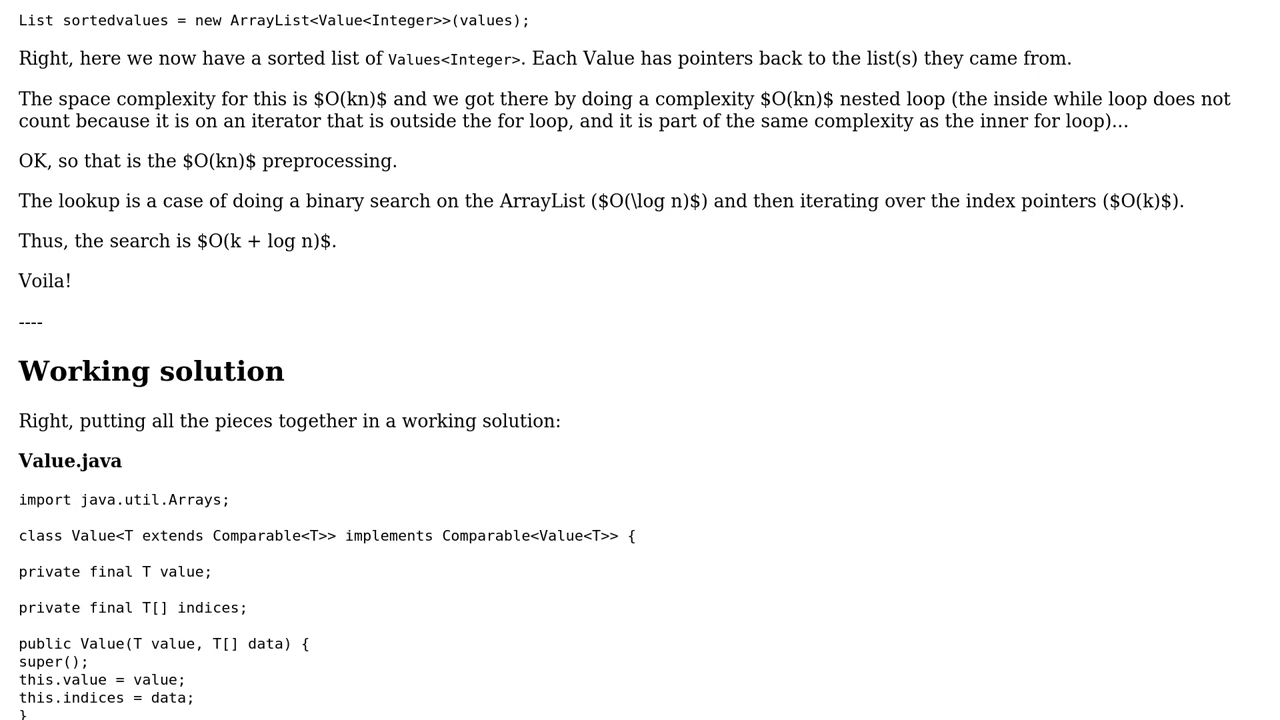 List sortedvalues = new ArrayList<Value<Integer>>(values);
Right, here we now have a sorted list of Values<Integer>. Each Value has pointers back to the list(s) they came from.
The space complexity for this is $O(kn)$ and we got there by doing a complexity $O(kn)$ nested loop (the inside while loop does not
count because it is on an iterator that is outside the for loop, and it is part of the same complexity as the inner for loop)...
OK, so that is the $O(kn)$ preprocessing.
The lookup is a case of doing a binary search on the ArrayList ($O(\log n)$) and then iterating over the index pointers ($O(k)$).
Thus, the search is $O(k + log n)$.
Voila!
----
Working solution
Right, putting all the pieces together in a working solution:
Value.java
import java.util.Arrays;
class Value<T extends Comparable<T>> implements Comparable<Value<T>> {
private final T value;
private final T[] indices;
public Value(T value, T[] data) {
super();
this.value = value;
this.indices = data;
}